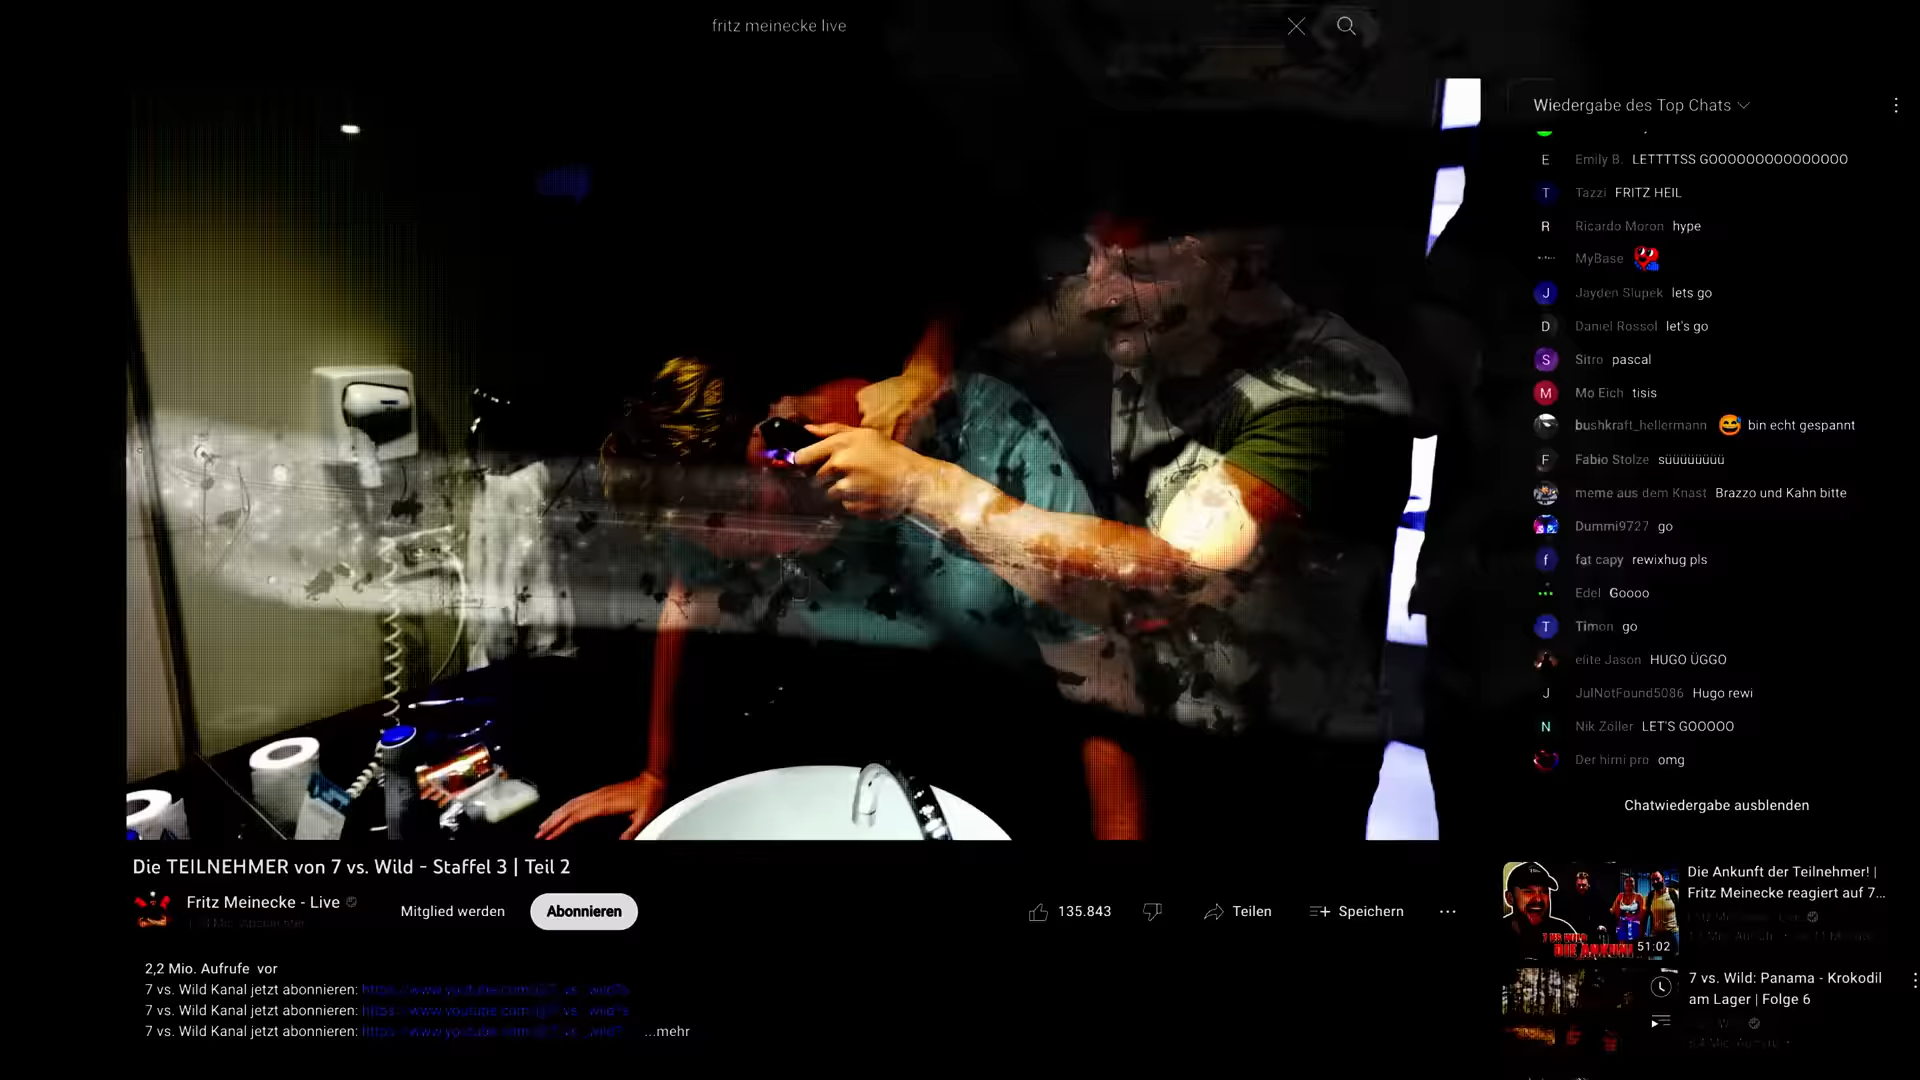 fritz meinecke live
Wiedergabe des Top Chats
E Emily B. LETTTTSS GOOOOOOOOOOOOOOO
T Tazzi FRITZ HEIL
R Ricardo Moron hype
MyBase
J Jayden Slupek lets go
D Daniel Rossol let's go
S Sitro pascal
M Mo Eich tisis
bushkraft_hellermann bin echt gespannt
F Fabio Stolze süüüüüüüü
meme aus dem Knast Brazzo und Kahn bitte
Dummi9727 go
f fat capy rewixhug pls
Edel Goooo
T Timon go
elite Jason HUGO ÜGGO
J JulNotFound5086 Hugo rewi
N Nik Zöller LET'S GOOOOO
Der hirni pro omg
Chatwiedergabe ausblenden
Die TEILNEHMER von 7 vs. Wild - Staffel 3 | Teil 2
Fritz Meinecke - Live
Mitglied werden
Abonnieren
135.843
Teilen
Speichern
2,2 Mio. Aufrufe vor
7 vs. Wild Kanal jetzt abonnieren:
7 vs. Wild Kanal jetzt abonnieren:
7 vs. Wild Kanal jetzt abonnieren:
...mehr
7 VS WILD
DIE ANKUNF
51:02
Die Ankunft der Teilnehmer! |
Fritz Meinecke reagiert auf 7...
7 vs. Wild: Panama - Krokodil
am Lager | Folge 6